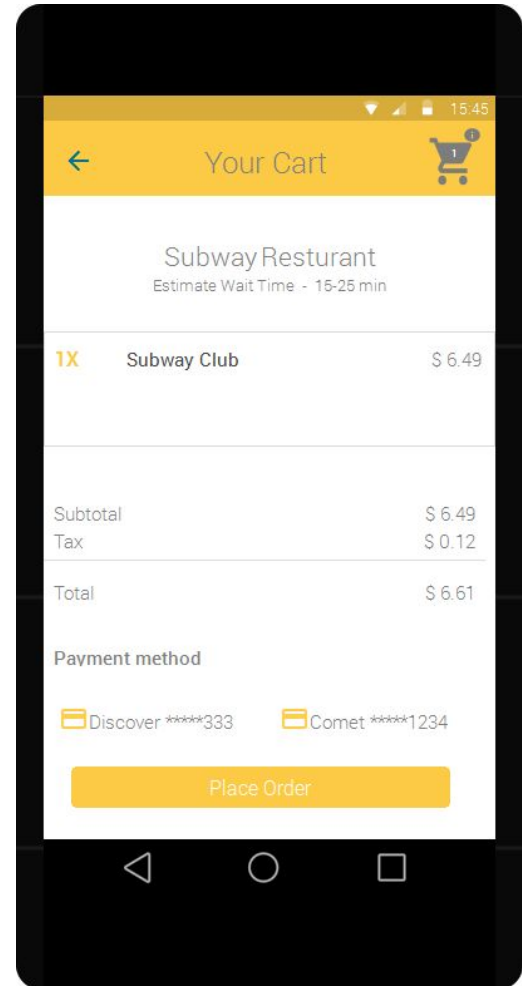 15:45
Your Cart
1
Subway Resturant
Estimate Wait Time - 15-25 min
1X Subway Club $ 6.49
Subtotal $ 6.49
Tax $ 0.12
Total $ 6.61
Payment method
Discover *****333 Comet *****1234
Place Order